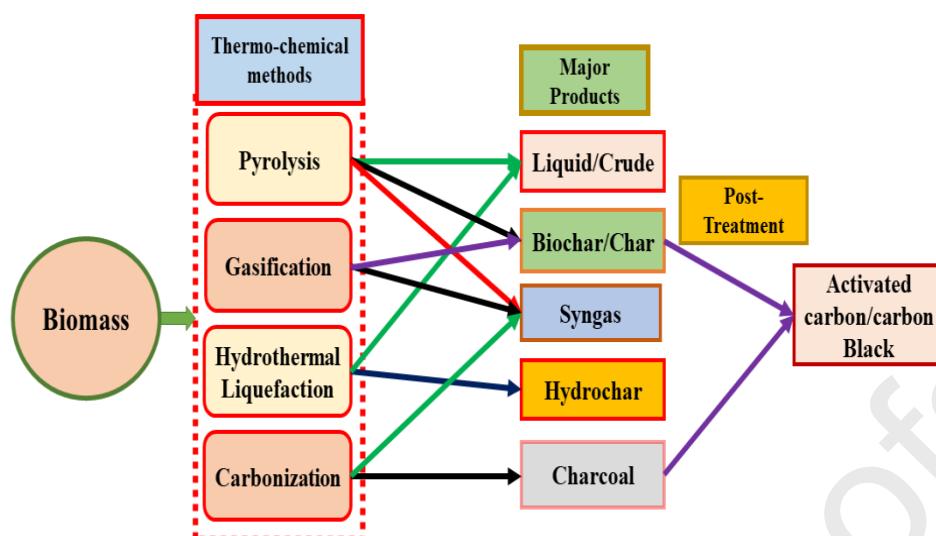 Thermo-chemical
methods
Major
Products
Pyrolysis
Liquid/Crude
Post-
Treatment
Gasification
Biochar/Char
Biomass
Syngas
Activated
carbon/carbon
Black
Hydrothermal
Liquefaction
Hydrochar
Carbonization
Charcoal